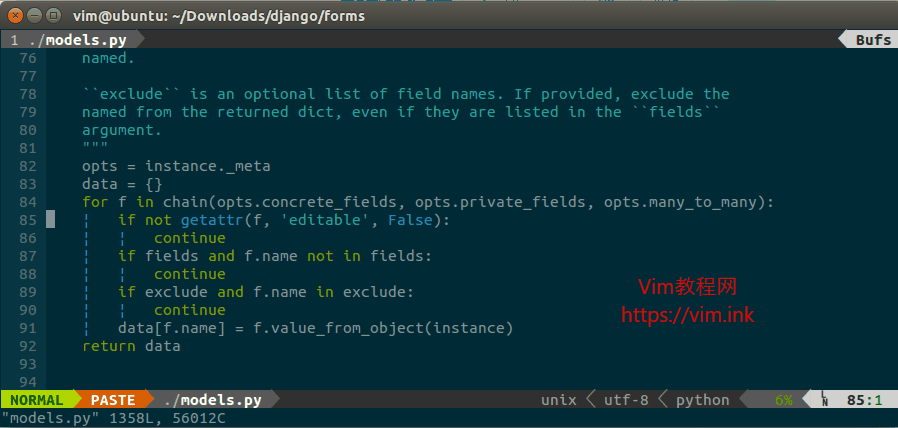 vim@ubuntu: ~/Downloads/django/forms
1 ./models.py Bufs
76 named.
77
78 ``exclude`` is an optional list of field names. If provided, exclude the
79 named from the returned dict, even if they are listed in the ``fields``
80 argument.
81 """
82 opts = instance._meta
83 data = {}
84 for f in chain(opts.concrete_fields, opts.private_fields, opts.many_to_many):
85 ¦ if not getattr(f, 'editable', False):
86 ¦ ¦ continue
87 ¦ if fields and f.name not in fields:
88 ¦ ¦ continue
89 ¦ if exclude and f.name in exclude:
90 ¦ ¦ continue
91 ¦ data[f.name] = f.value_from_object(instance)
92 return data
93
94
Vim教程网
https://vim.ink
NORMAL PASTE ./models.py unix utf-8 python 6% LN 85:1
"models.py" 1358L, 56012C